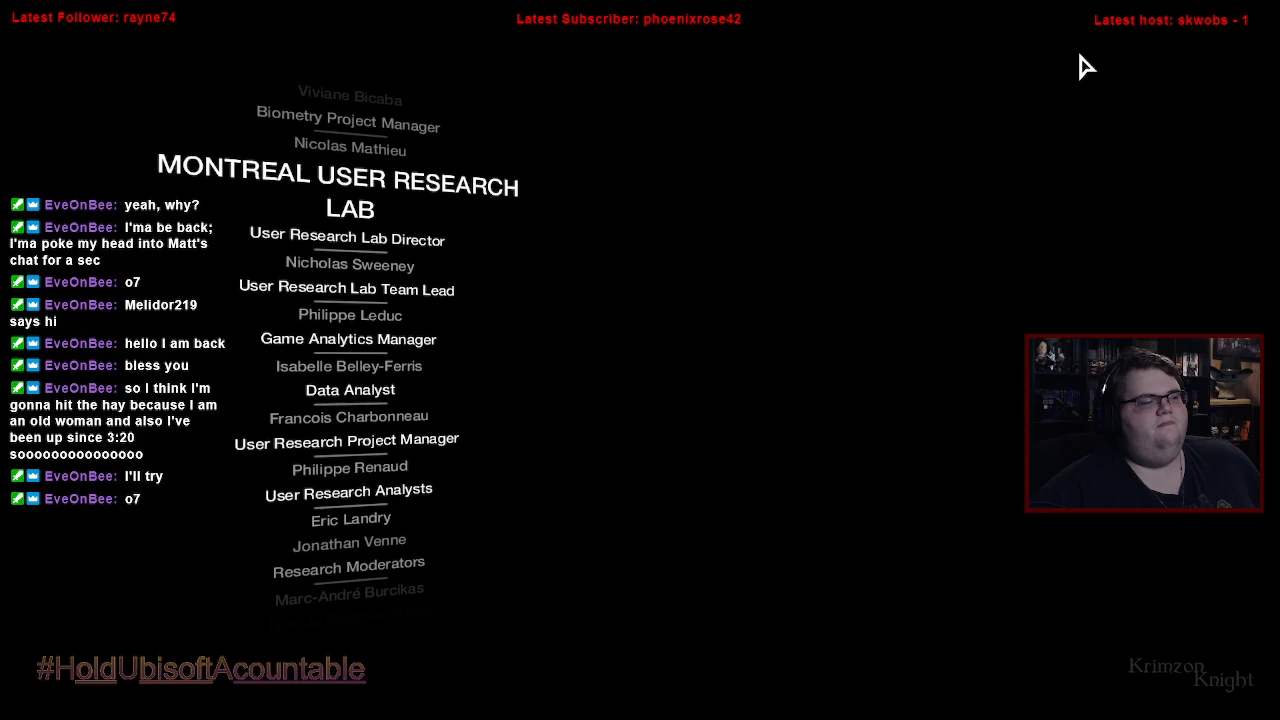 Latest Follower: rayne74
Latest Subscriber: phoenixrose42
Latest host: skwobs - 1
Viviane Bicaba
Biometry Project Manager
Nicolas Mathieu
MONTREAL USER RESEARCH
LAB
User Research Lab Director
Nicholas Sweeney
User Research Lab Team Lead
Philippe Leduc
Game Analytics Manager
Isabelle Belley-Ferris
Data Analyst
Francois Charbonneau
User Research Project Manager
Philippe Renaud
User Research Analysts
Eric Landry
Jonathan Venne
Research Moderators
Marc-André Burcikas
EveOnBee: yeah, why?
EveOnBee: I'ma be back;
I'ma poke my head into Matt's
chat for a sec
EveOnBee: o7
EveOnBee: Melidor219
says hi
EveOnBee: hello I am back
EveOnBee: bless you
EveOnBee: so I think I'm
gonna hit the hay because I am
an old woman and also I've
been up since 3:20
sooooooooooooooo
EveOnBee: I'll try
EveOnBee: o7
#HoldUbisoftAcountable
Krimzon
Knight